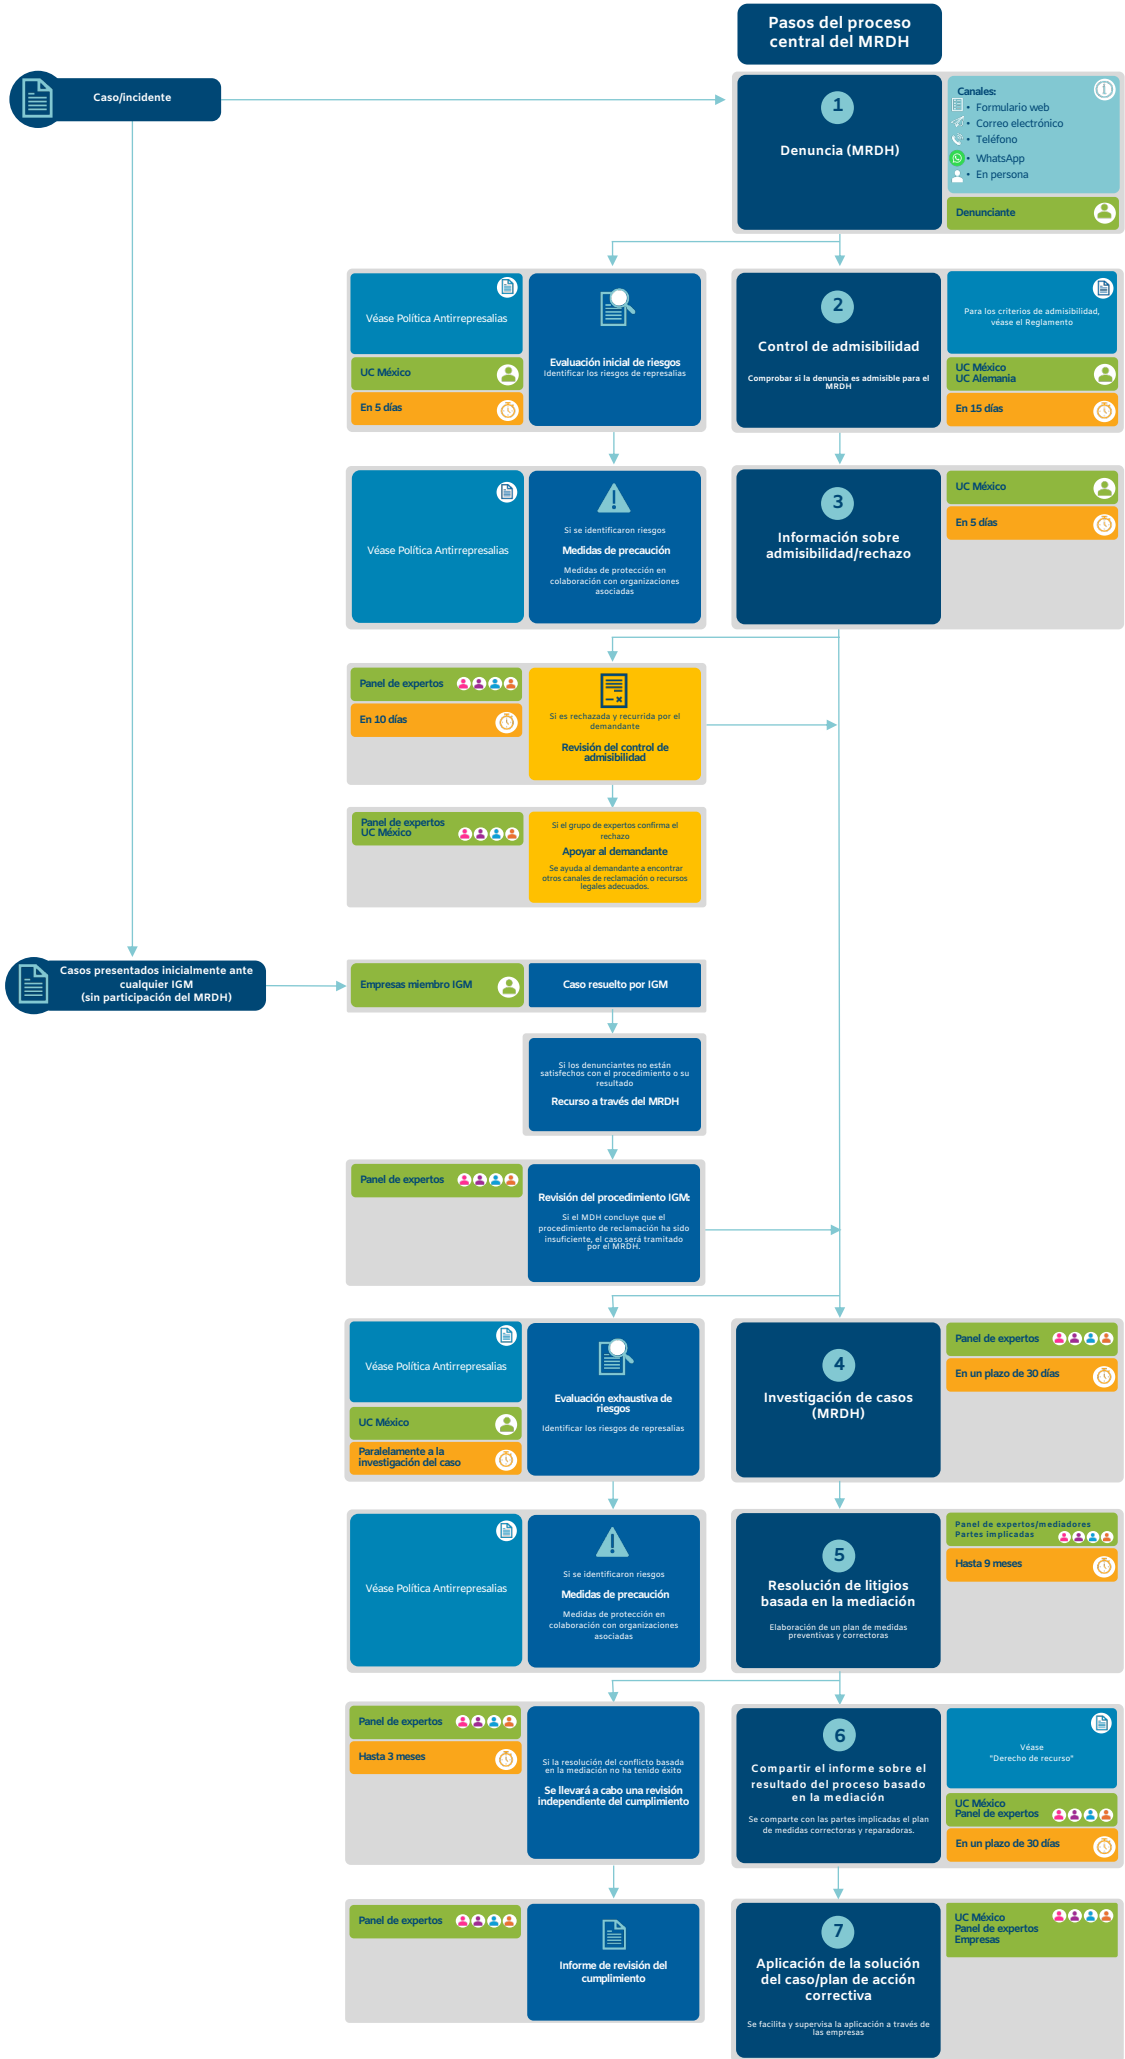 Pasos del proceso
central del MRDH
Caso/incidente
1
Denuncia (MRDH)
Canales:
• Formulario web
• Correo electrónico
• Teléfono
• WhatsApp
• En persona
Denunciante
Véase Política Antirrepresalias
UC México
En 5 días
Evaluación inicial de riesgos
Identificar los riesgos de represalias
2
Control de admisibilidad
Comprobar si la denuncia es admisible para el
MRDH
Para los criterios de admisibilidad,
véase el Reglamento
UC México
UC Alemania
En 15 días
Véase Política Antirrepresalias
Si se identificaron riesgos
Medidas de precaución
Medidas de protección en
colaboración con organizaciones
asociadas
3
Información sobre
admisibilidad/rechazo
UC México
En 5 días
Panel de expertos
En 10 días
Si es rechazada y recurrida por el
demandante
Revisión del control de
admisibilidad
Panel de expertos
UC México
Si el grupo de expertos confirma el
rechazo
Apoyar al demandante
Se ayuda al demandante a encontrar
otros canales de reclamación o recursos
legales adecuados.
Casos presentados inicialmente ante
cualquier IGM
(sin participación del MRDH)
Empresas miembro IGM
Caso resuelto por IGM
Si los denunciantes no están
satisfechos con el procedimiento o su
resultado
Recurso a través del MRDH
Panel de expertos
Revisión del procedimiento IGM:
Si el MDH concluye que el
procedimiento de reclamación ha sido
insuficiente, el caso será tramitado
por el MRDH.
Véase Política Antirrepresalias
UC México
Paralelamente a la
investigación del caso
Evaluación exhaustiva de
riesgos
Identificar los riesgos de represalias
4
Investigación de casos
(MRDH)
Panel de expertos
En un plazo de 30 días
Véase Política Antirrepresalias
Si se identificaron riesgos
Medidas de precaución
Medidas de protección en
colaboración con organizaciones
asociadas
5
Resolución de litigios
basada en la mediación
Elaboración de un plan de medidas
preventivas y correctoras
Panel de expertos/mediadores
Partes implicadas
Hasta 9 meses
Panel de expertos
Hasta 3 meses
Si la resolución del conflicto basada
en la mediación no ha tenido éxito
Se llevará a cabo una revisión
independiente del cumplimiento
6
Compartir el informe sobre el
resultado del proceso basado
en la mediación
Se comparte con las partes implicadas el plan
de medidas correctoras y reparadoras.
Véase
"Derecho de recurso"
UC México
Panel de expertos
En un plazo de 30 días
Panel de expertos
Informe de revisión del
cumplimiento
7
Aplicación de la solución
del caso/plan de acción
correctiva
Se facilita y supervisa la aplicación a través de
las empresas
UC México
Panel de expertos
Empresas